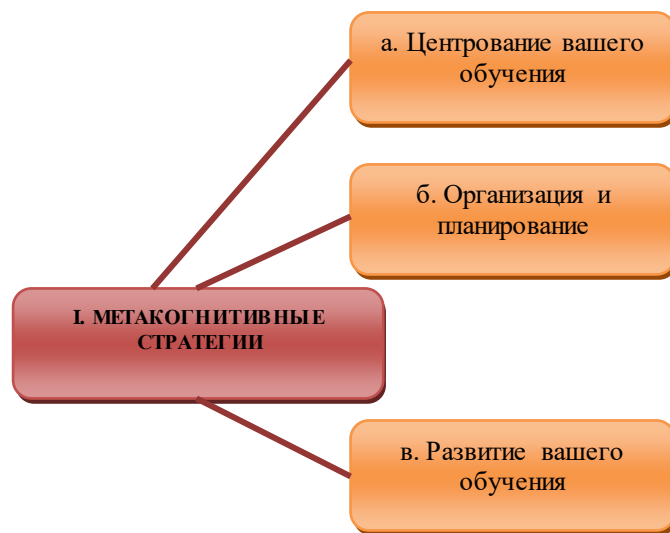 а. Центрование вашего
обучения
б. Организация и
планирование
I. МЕТАКОГНИТИВНЫЕ
СТРАТЕГИИ
в. Развитие вашего
обучения